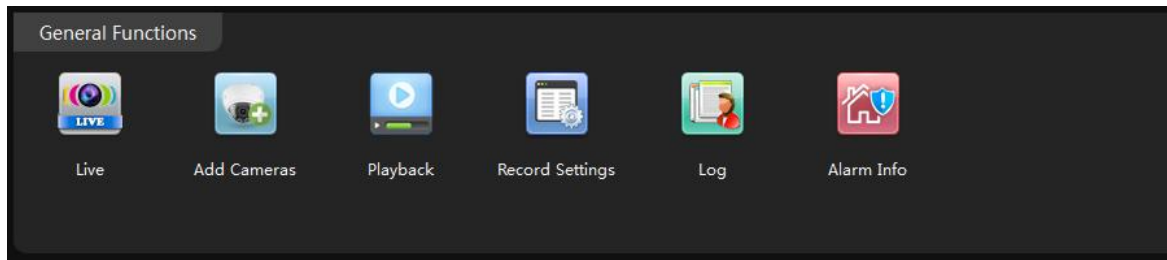 General Functions
LIVE
Live
Add Cameras
Playback
Record Settings
Log
Alarm Info